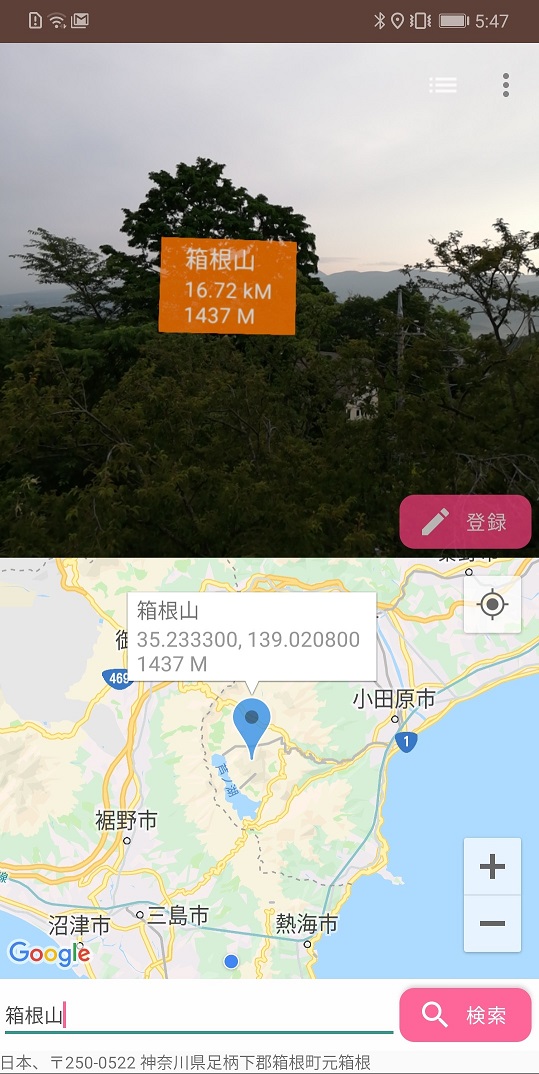 5:47
箱根山
16.72 kM
1437 M
登録
箱根山
35.233300, 139.020800
1437 M
469
小田原市
1
芦ノ湖
裾野市
三島市
沼津市
熱海市
Google
箱根山
検索
日本、〒250-0522 神奈川県足柄下郡箱根町元箱根